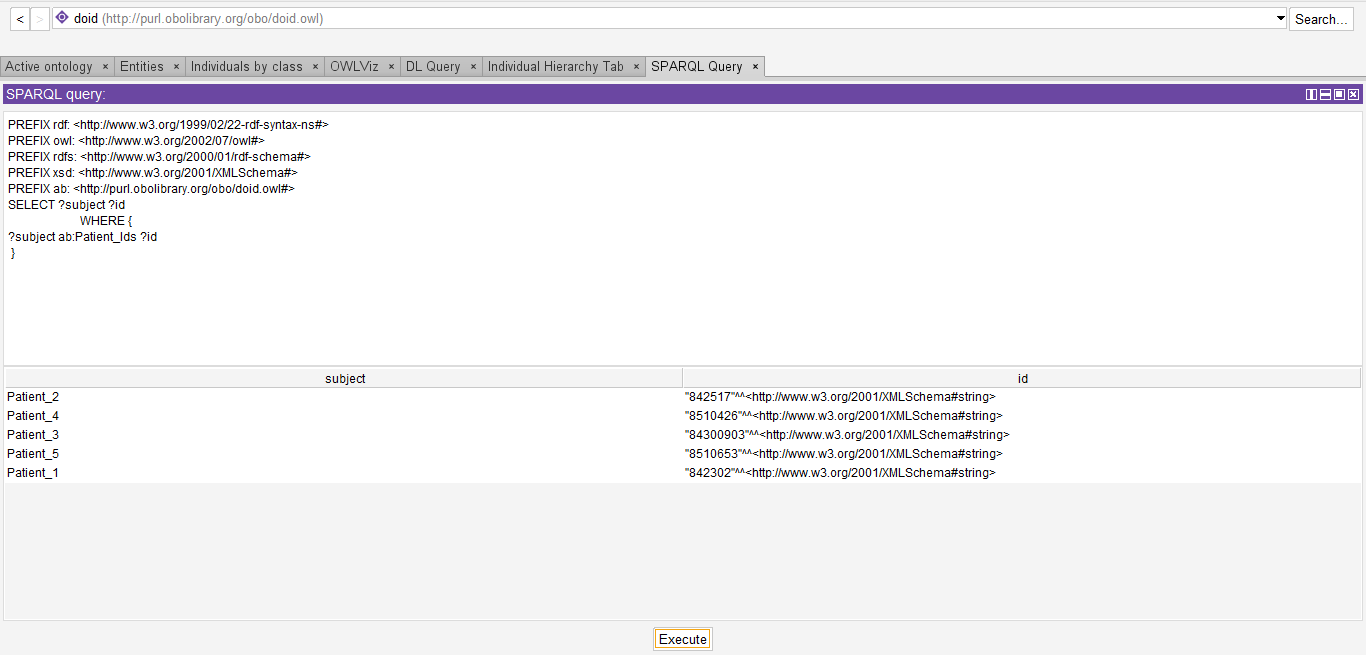 < > doid (http://purl.obolibrary.org/obo/doid.owl) Search...
Active ontology × Entities × Individuals by class × OWLViz × DL Query × Individual Hierarchy Tab × SPARQL Query ×
SPARQL query:
PREFIX rdf: <http://www.w3.org/1999/02/22-rdf-syntax-ns#>
PREFIX owl: <http://www.w3.org/2002/07/owl#>
PREFIX rdfs: <http://www.w3.org/2000/01/rdf-schema#>
PREFIX xsd: <http://www.w3.org/2001/XMLSchema#>
PREFIX ab: <http://purl.obolibrary.org/obo/doid.owl#>
SELECT ?subject ?id
WHERE {
?subject ab:Patient_Ids ?id
}
subject id
Patient_2 "842517"^^<http://www.w3.org/2001/XMLSchema#string>
Patient_4 "8510426"^^<http://www.w3.org/2001/XMLSchema#string>
Patient_3 "84300903"^^<http://www.w3.org/2001/XMLSchema#string>
Patient_5 "8510653"^^<http://www.w3.org/2001/XMLSchema#string>
Patient_1 "842302"^^<http://www.w3.org/2001/XMLSchema#string>
Execute